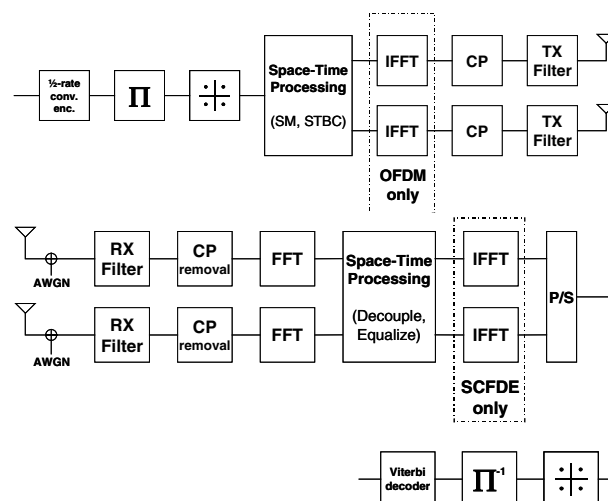 ½-rate
conv.
enc.
Π
Space-Time
Processing
(SM, STBC)
IFFT
CP
TX
Filter
IFFT
CP
TX
Filter
OFDM
only
AWGN
RX
Filter
CP
removal
FFT
Space-Time
Processing
(Decouple,
Equalize)
IFFT
P/S
AWGN
RX
Filter
CP
removal
FFT
IFFT
SCFDE
only
Viterbi
decoder
Π⁻¹